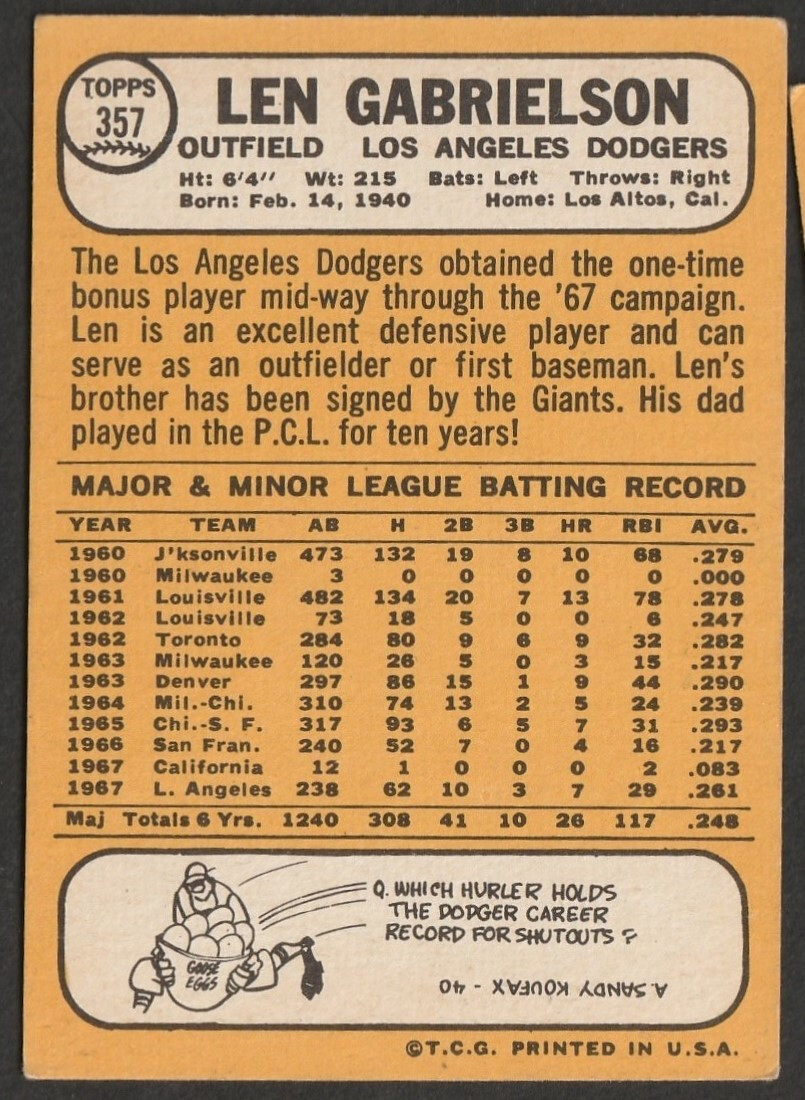 TOPPS
357
LEN GABRIELSON
OUTFIELD LOS ANGELES DODGERS
Ht: 6'4" Wt: 215 Bats: Left Throws: Right
Born: Feb. 14, 1940 Home: Los Altos, Cal.
The Los Angeles Dodgers obtained the one-time
bonus player mid-way through the '67 campaign.
Len is an excellent defensive player and can
serve as an outfielder or first baseman. Len's
brother has been signed by the Giants. His dad
played in the P.C.L. for ten years!
MAJOR & MINOR LEAGUE BATTING RECORD
YEAR TEAM AB H 2B 3B HR RBI AVG.
1960 J'ksonville 473 132 19 8 10 68 .279
1960 Milwaukee 3 0 0 0 0 0 .000
1961 Louisville 482 134 20 7 13 78 .278
1962 Louisville 73 18 5 0 0 6 .247
1962 Toronto 284 80 9 6 9 32 .282
1963 Milwaukee 120 26 5 0 3 15 .217
1963 Denver 297 86 15 1 9 44 .290
1964 Mil.-Chi. 310 74 13 2 5 24 .239
1965 Chi.-S. F. 317 93 6 5 7 31 .293
1966 San Fran. 240 52 7 0 4 16 .217
1967 California 12 1 0 0 0 2 .083
1967 L. Angeles 238 62 10 3 7 29 .261
Maj Totals 6 Yrs. 1240 308 41 10 26 117 .248
GOOSE
EGGS
Q. WHICH HURLER HOLDS
THE DODGER CAREER
RECORD FOR SHUTOUTS?
A. SANDY KOUFAX - 40
©T.C.G. PRINTED IN U.S.A.